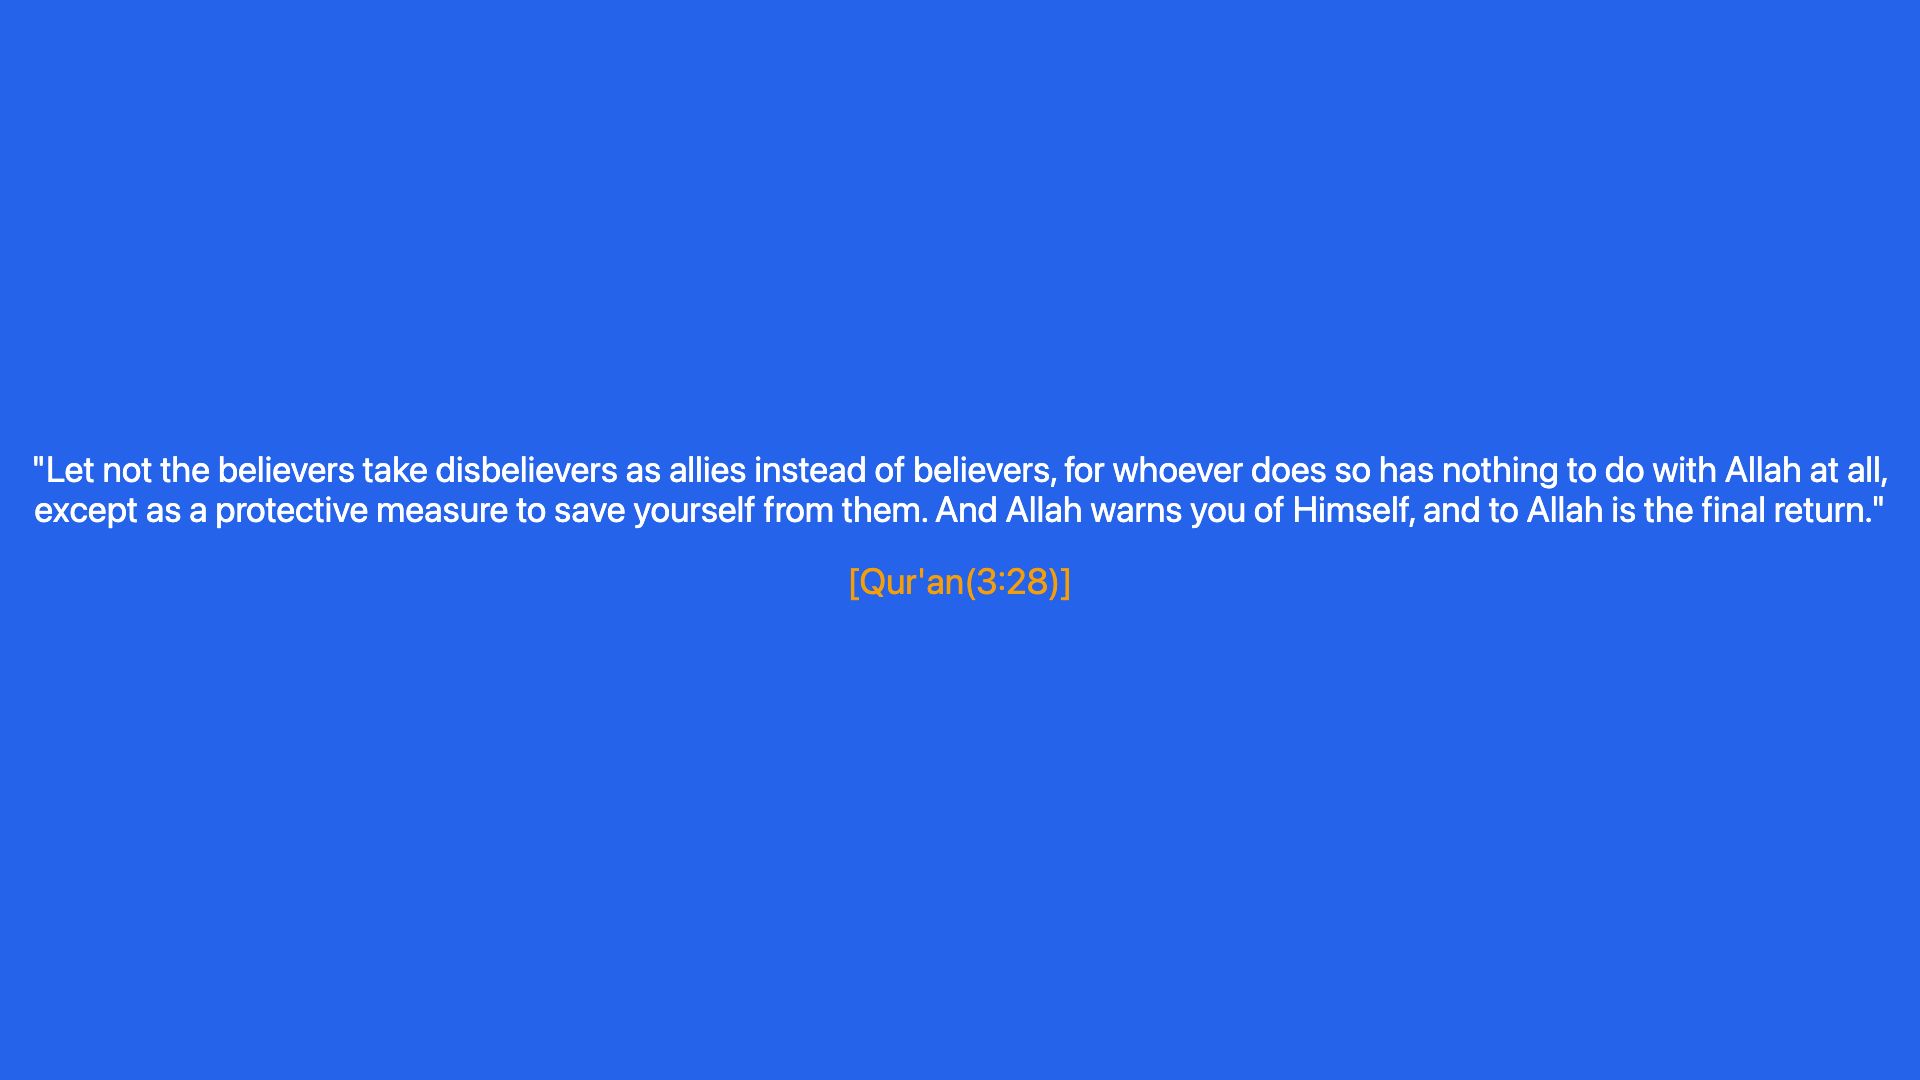 "Let not the believers take disbelievers as allies instead of believers, for whoever does so has nothing to do with Allah at all,
except as a protective measure to save yourself from them. And Allah warns you of Himself, and to Allah is the final return."
[Qur'an(3:28)]